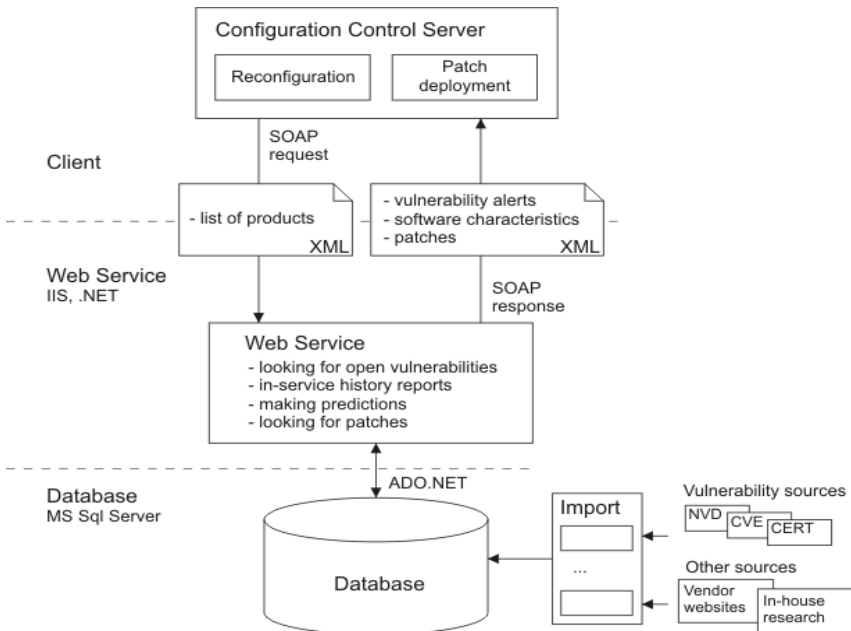 Configuration Control Server
Reconfiguration
Patch
deployment
SOAP
request
Client
- list of products
XML
- vulnerability alerts
- software characteristics
- patches
XML
Web Service
IIS, .NET
SOAP
response
Web Service
- looking for open vulnerabilities
- in-service history reports
- making predictions
- looking for patches
ADO.NET
Database
MS Sql Server
Database
Import
...
Vulnerability sources
NVD
CVE
CERT
Other sources
Vendor
websites
In-house
research